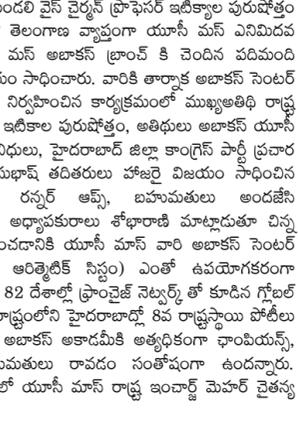 ండలి వైస్ చైర్మన్ ప్రొఫెసర్ ఇటిక్యాల పురుషోత్తం
తెలంగాణ వ్యాప్తంగా యూసీ మస్ ఎనిమిదవ
మస్ అబాకస్ బ్రాంచ్ కి చెందిన పదిమంది
యం సాధించారు. వారికి తార్నాక అబాకస్ సెంటర్
నిర్వహించిన కార్యక్రమంలో ముఖ్యఅతిథి రాష్ట్ర
ఇటికాల పురుషోత్తం, అతిథులు అబాకస్ యూసీ
నిధులు, హైదరాబాద్ జిల్లా కాంగ్రెస్ పార్టీ ప్రచార
సుభాష్ తదితరులు హాజరై విజయం సాధించిన
రన్నర్ ఆప్స్, బహుమతులు అందజేసి
అధ్యాపకురాలు శోభారాణి మాట్లాడుతూ చిన్న
ంచడానికి యూసీ మాస్ వారి అబాకస్ సెంటర్
ఆరిత్మెటిక్ సిస్టం) ఎంతో ఉపయోగకరంగా
82 దేశాల్లో ఫ్రాంచైజ్ నెట్వర్క్ తో కూడిన గ్లోబల్
రాష్ట్రంలోని హైదరాబాద్లో 8వ రాష్ట్రస్థాయి పోటీలు
అబాకస్ అకాడమీకి అత్యధికంగా ఛాంపియన్స్,
ుమతులు రావడం సంతోషంగా ఉందన్నారు.
లో యూసీ మాస్ రాష్ట్ర ఇంచార్జ్ మెహర్ చైతన్య